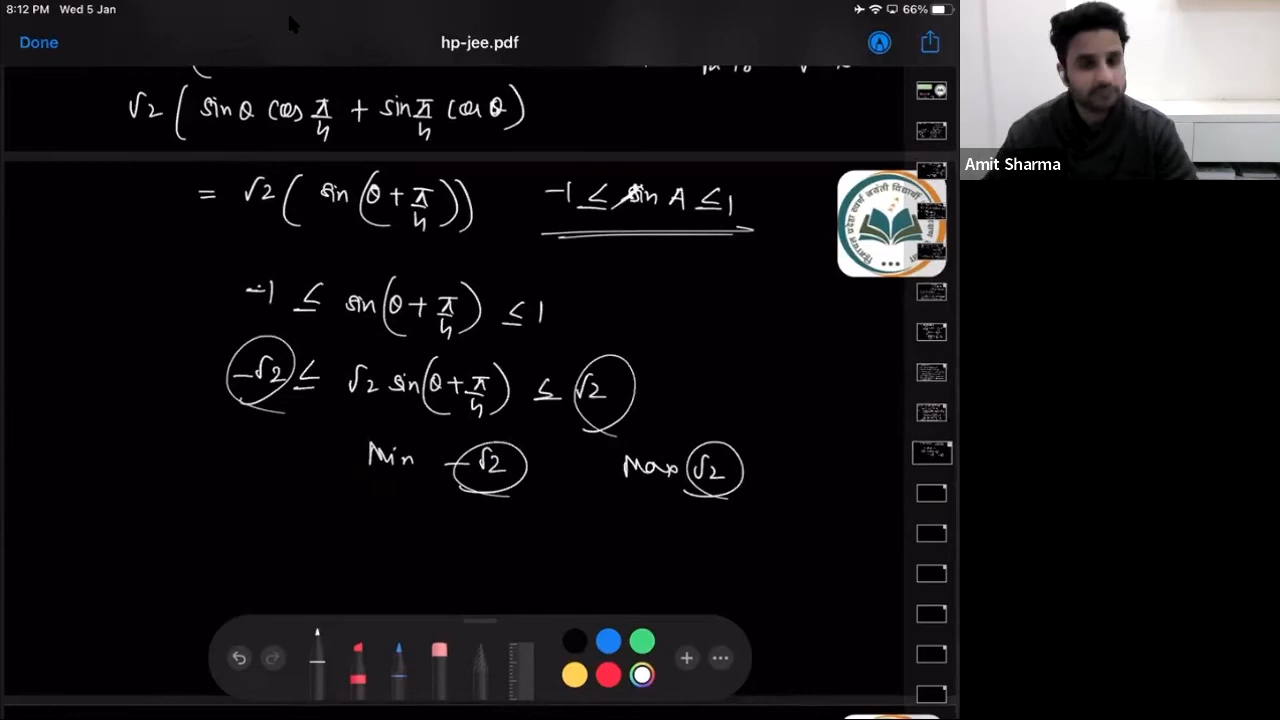 8:12 PM Wed 5 Jan
66%
Done
hp-jee.pdf
√2 ( sinθ cos π/4 + sin π/4 cos θ )
Amit Sharma
= √2 ( sin(θ + π/4))
-1 ≤ sin A ≤ 1
-1 ≤ sin(θ + π/4) ≤ 1
-√2 ≤ √2 sin(θ + π/4) ≤ √2
Min -√2
Max √2